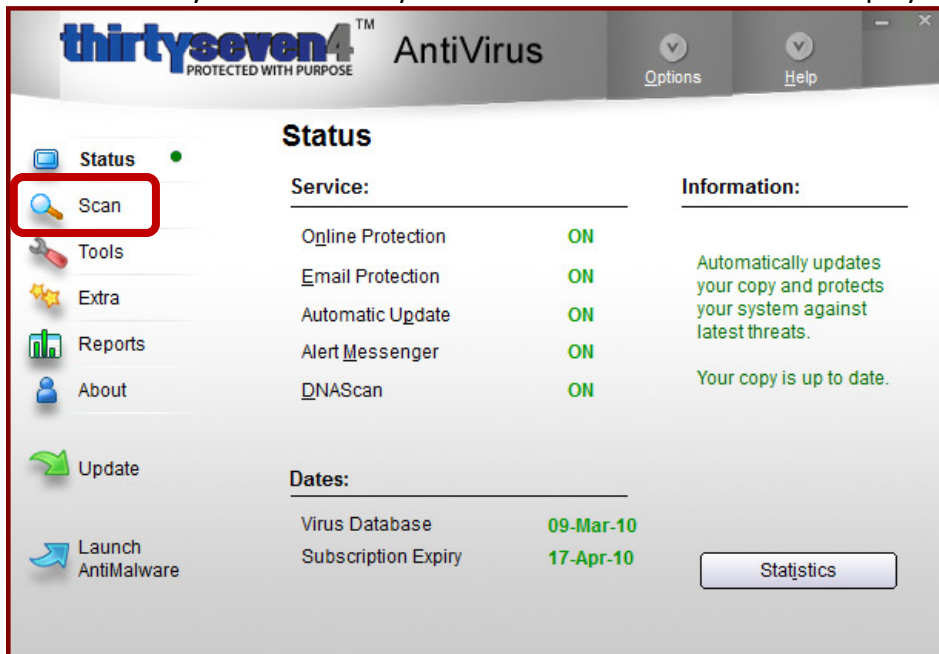 thirtyseven4™
PROTECTED WITH PURPOSE
AntiVirus
Options
Help
Status
Scan
Tools
Extra
Reports
About
Update
Launch
AntiMalware
Status
Service:
Online Protection ON
Email Protection ON
Automatic Update ON
Alert Messenger ON
DNAScan ON
Dates:
Virus Database 09-Mar-10
Subscription Expiry 17-Apr-10
Information:
Automatically updates
your copy and protects
your system against
latest threats.
Your copy is up to date.
Statistics